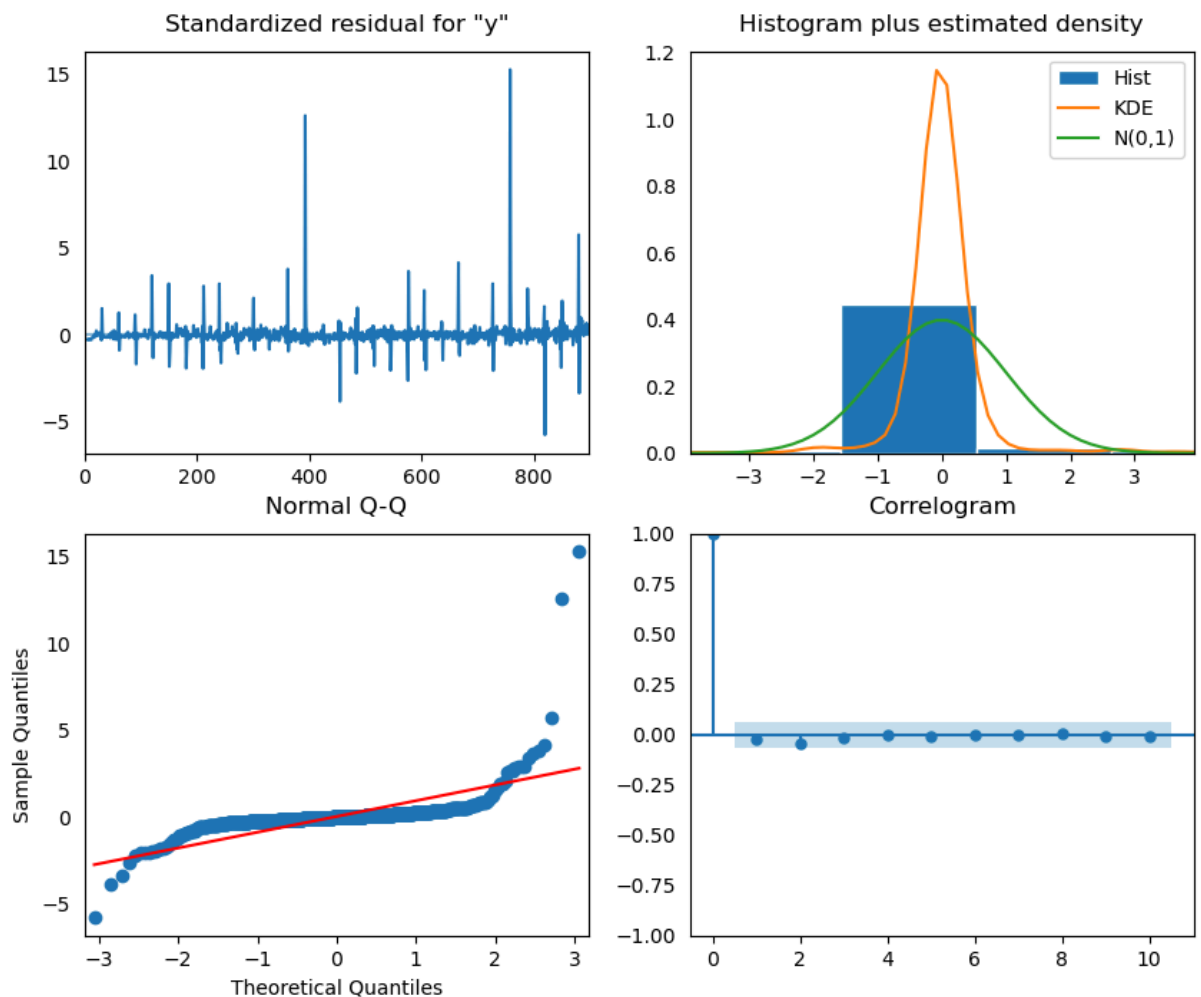 Standardized residual for "y"
15
10
5
0
−5
0 200 400 600 800
Histogram plus estimated density
1.2
1.0
0.8
0.6
0.4
0.2
0.0
−3 −2 −1 0 1 2 3
Hist
KDE
N(0,1)
Normal Q-Q
Sample Quantiles
15
10
5
0
−5
−3 −2 −1 0 1 2 3
Theoretical Quantiles
Correlogram
1.00
0.75
0.50
0.25
0.00
−0.25
−0.50
−0.75
−1.00
0 2 4 6 8 10